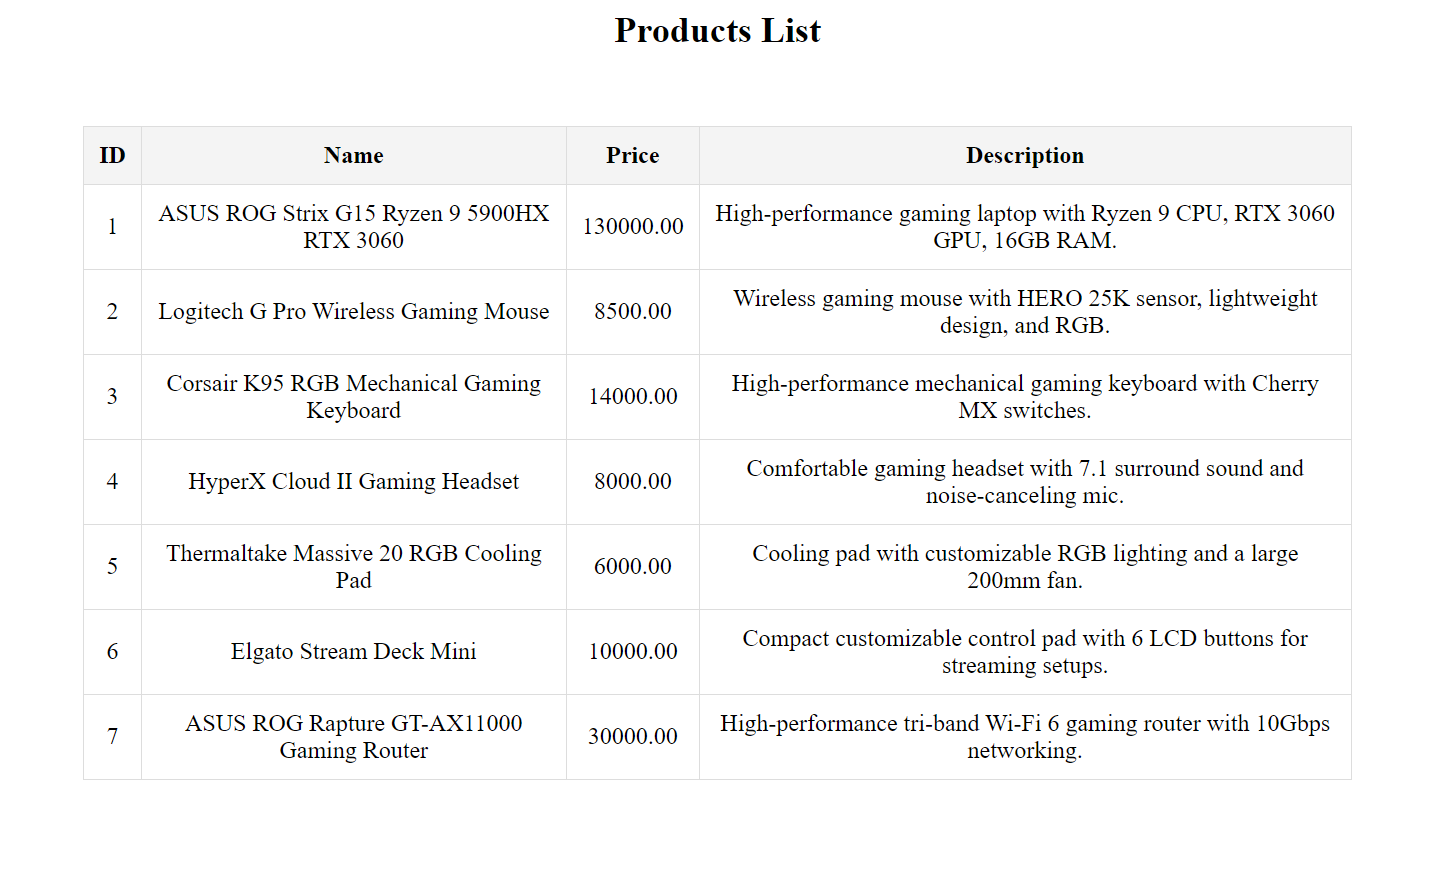 Products List
ID Name Price Description
1 ASUS ROG Strix G15 Ryzen 9 5900HX
RTX 3060 130000.00 High-performance gaming laptop with Ryzen 9 CPU, RTX 3060
GPU, 16GB RAM.
2 Logitech G Pro Wireless Gaming Mouse 8500.00 Wireless gaming mouse with HERO 25K sensor, lightweight
design, and RGB.
3 Corsair K95 RGB Mechanical Gaming
Keyboard 14000.00 High-performance mechanical gaming keyboard with Cherry
MX switches.
4 HyperX Cloud II Gaming Headset 8000.00 Comfortable gaming headset with 7.1 surround sound and
noise-canceling mic.
5 Thermaltake Massive 20 RGB Cooling
Pad 6000.00 Cooling pad with customizable RGB lighting and a large
200mm fan.
6 Elgato Stream Deck Mini 10000.00 Compact customizable control pad with 6 LCD buttons for
streaming setups.
7 ASUS ROG Rapture GT-AX11000
Gaming Router 30000.00 High-performance tri-band Wi-Fi 6 gaming router with 10Gbps
networking.